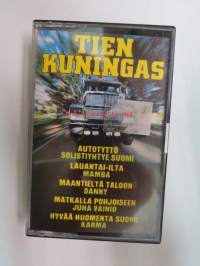 TIEN
KUNINGAS
AUTOTYTTÖ
SOLISTIYHTYE SUOMI
LAUANTAI-ILTA
MAMBA
MAANTIELTÄ TALOON
DANNY
MATKALLA POHJOISEEN
JUHA VAINIO
HYVÄÄ HUOMENTA SUOMI
KARMA